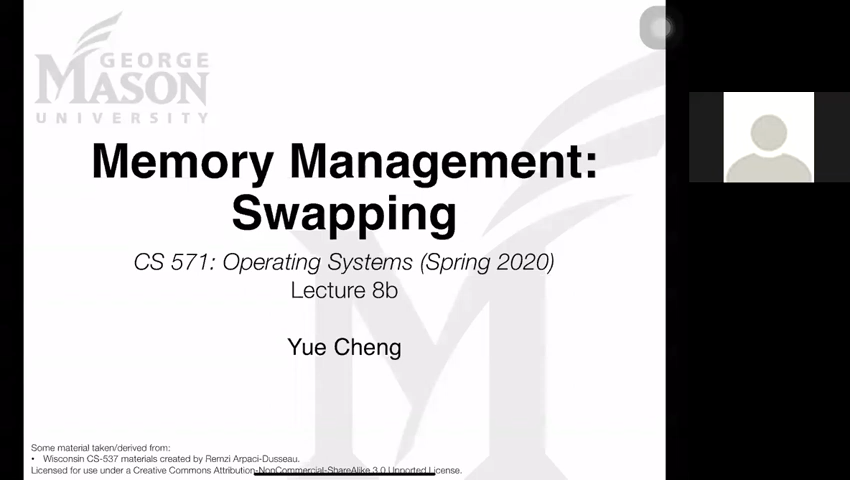 GEORGE
MASON
UNIVERSITY
Memory Management:
Swapping
CS 571: Operating Systems (Spring 2020)
Lecture 8b
Yue Cheng
Some material taken/derived from:
• Wisconsin CS-537 materials created by Remzi Arpaci-Dusseau.
Licensed for use under a Creative Commons Attribution-NonCommercial-ShareAlike 3.0 Unported License.